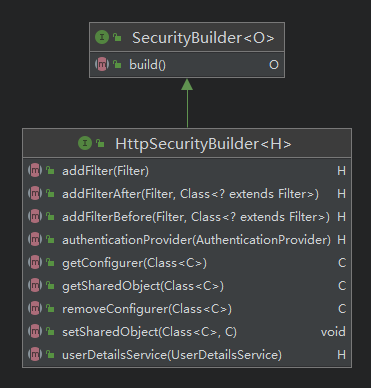 SecurityBuilder<O>
build() O
HttpSecurityBuilder<H>
addFilter(Filter) H
addFilterAfter(Filter, Class<? extends Filter>) H
addFilterBefore(Filter, Class<? extends Filter>) H
authenticationProvider(AuthenticationProvider) H
getConfigurer(Class<C>) C
getSharedObject(Class<C>) C
removeConfigurer(Class<C>) C
setSharedObject(Class<C>, C) void
userDetailsService(UserDetailsService) H